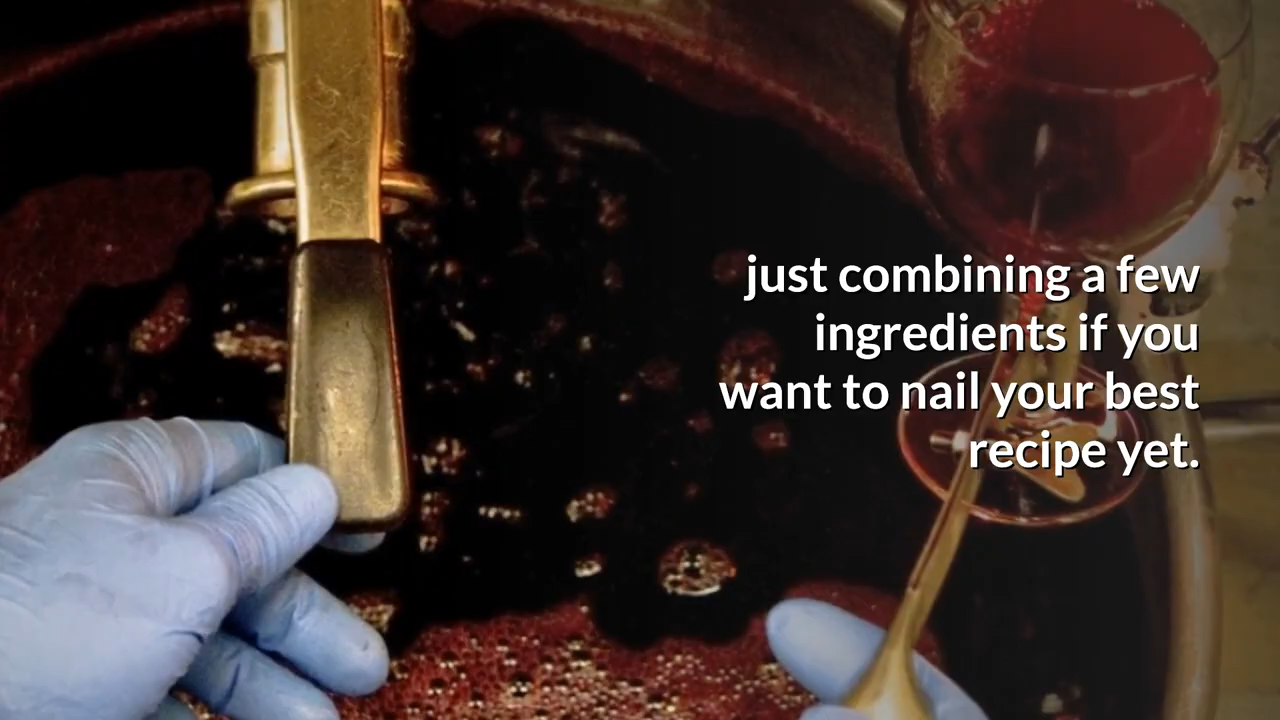 just combining a few
ingredients if you
want to nail your best
recipe yet.